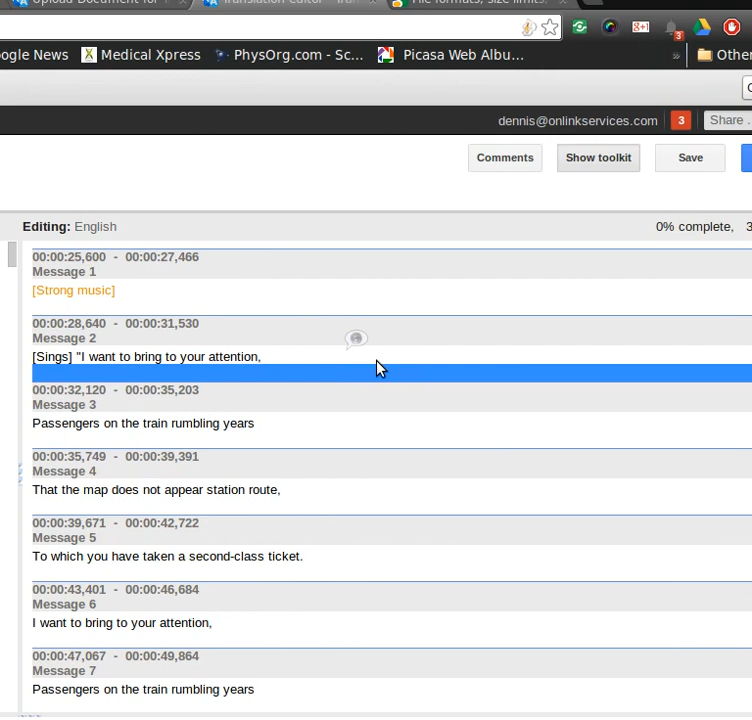 Upload Document for
Translation editor - Tran
File formats, size limits
ogle News Medical Xpress PhysOrg.com - Sc... Picasa Web Albu... » Other
g+1 3
dennis@onlinkservices.com 3 Share
Comments Show toolkit Save
Editing: English 0% complete, 3
00:00:25,600 - 00:00:27,466
Message 1
[Strong music]
00:00:28,640 - 00:00:31,530
Message 2
[Sings] "I want to bring to your attention,
00:00:32,120 - 00:00:35,203
Message 3
Passengers on the train rumbling years
00:00:35,749 - 00:00:39,391
Message 4
That the map does not appear station route,
00:00:39,671 - 00:00:42,722
Message 5
To which you have taken a second-class ticket.
00:00:43,401 - 00:00:46,684
Message 6
I want to bring to your attention,
00:00:47,067 - 00:00:49,864
Message 7
Passengers on the train rumbling years